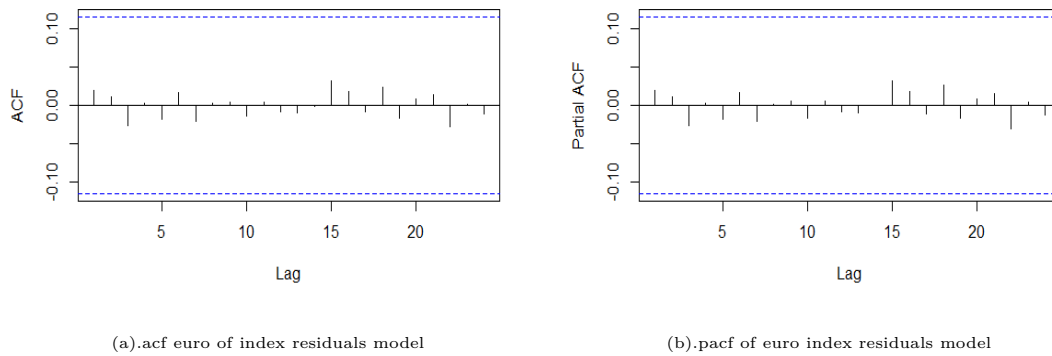 ACF
0.10
0.00
-0.10
5
10
15
20
Lag
(a).acf euro of index residuals model
Partial ACF
0.10
0.00
-0.10
5
10
15
20
Lag
(b).pacf of euro index residuals model